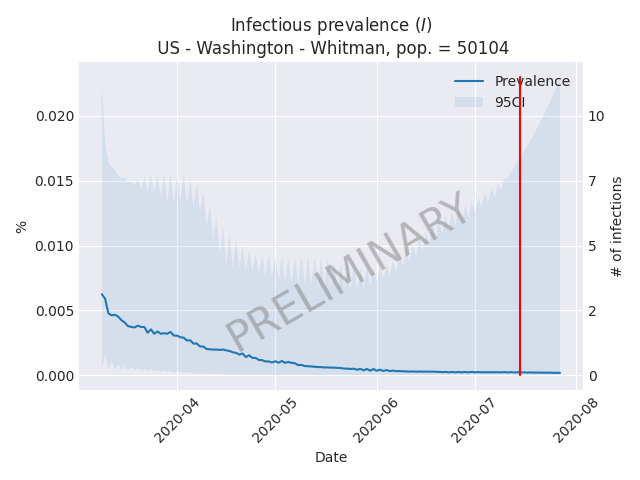 Infectious prevalence (I)
US - Washington - Whitman, pop. = 50104
Prevalence
95CI
0.020
0.015
0.010
0.005
0.000
%
10
7
5
2
0
# of infections
PRELIMINARY
2020-04
2020-05
2020-06
2020-07
2020-08
Date